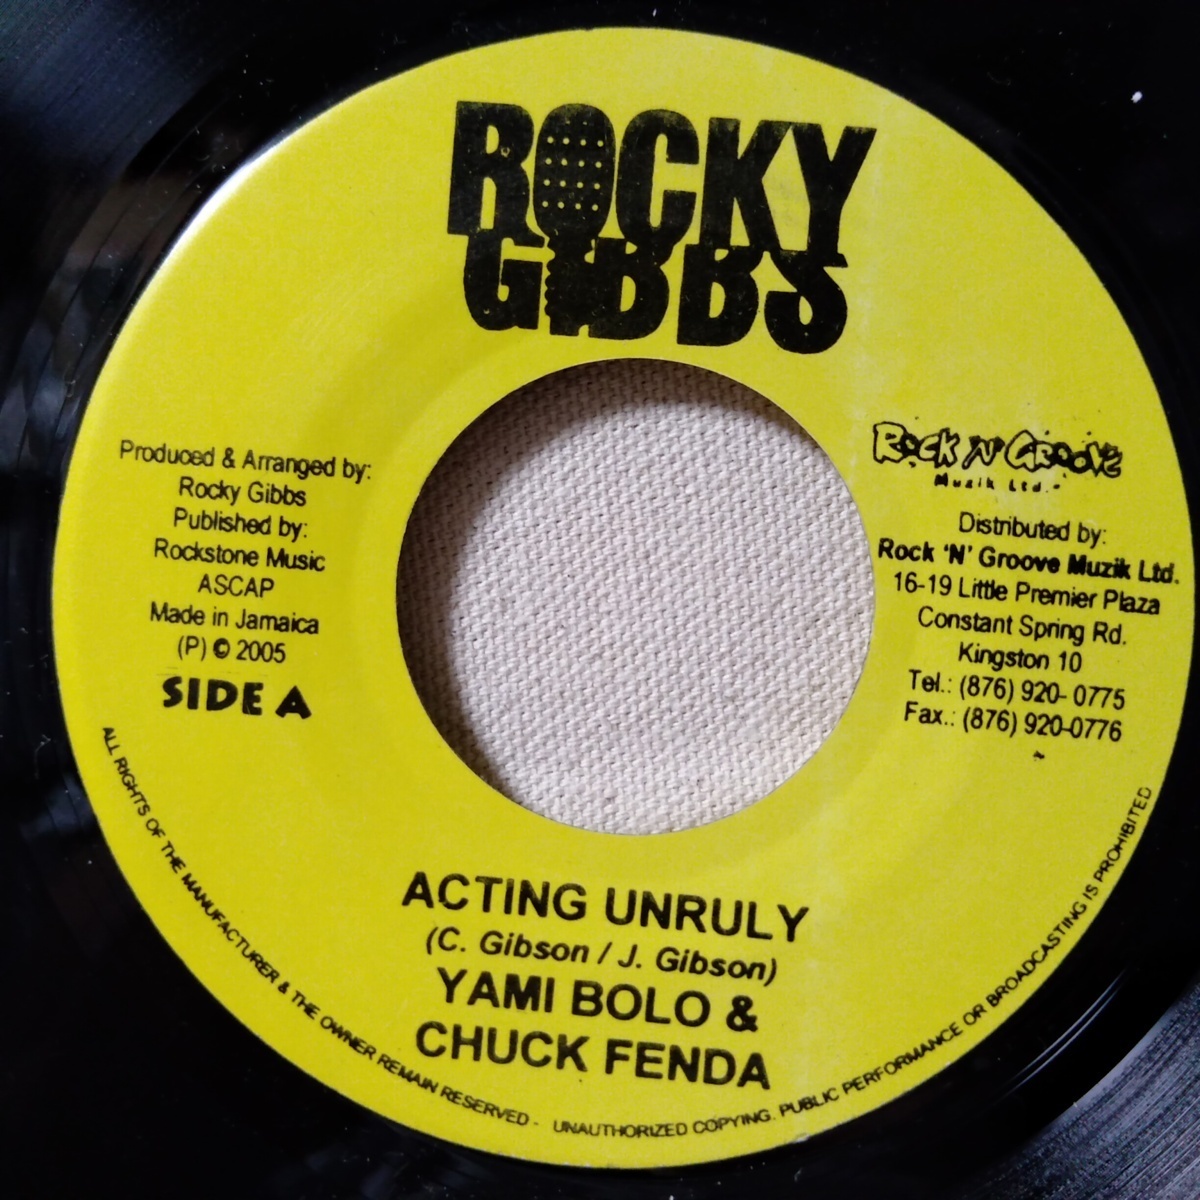 ROCKY
GIBBS
Produced & Arranged by:
Rocky Gibbs
Published by:
Rockstone Music
ASCAP
Made in Jamaica
(P) © 2005
SIDE A
ROCK 'N' GROOVE
Muzik Ltd.
Distributed by:
Rock 'N' Groove Muzik Ltd.
16-19 Little Premier Plaza
Constant Spring Rd.
Kingston 10
Tel.: (876) 920- 0775
Fax.: (876) 920-0776
ACTING UNRULY
(C. Gibson / J. Gibson)
YAMI BOLO &
CHUCK FENDA
ALL RIGHTS OF THE MANUFACTURER & THE OWNER REMAIN RESERVED - UNAUTHORIZED COPYING. PUBLIC PERFORMANCE OR BROADCASTING IS PROHIBITED